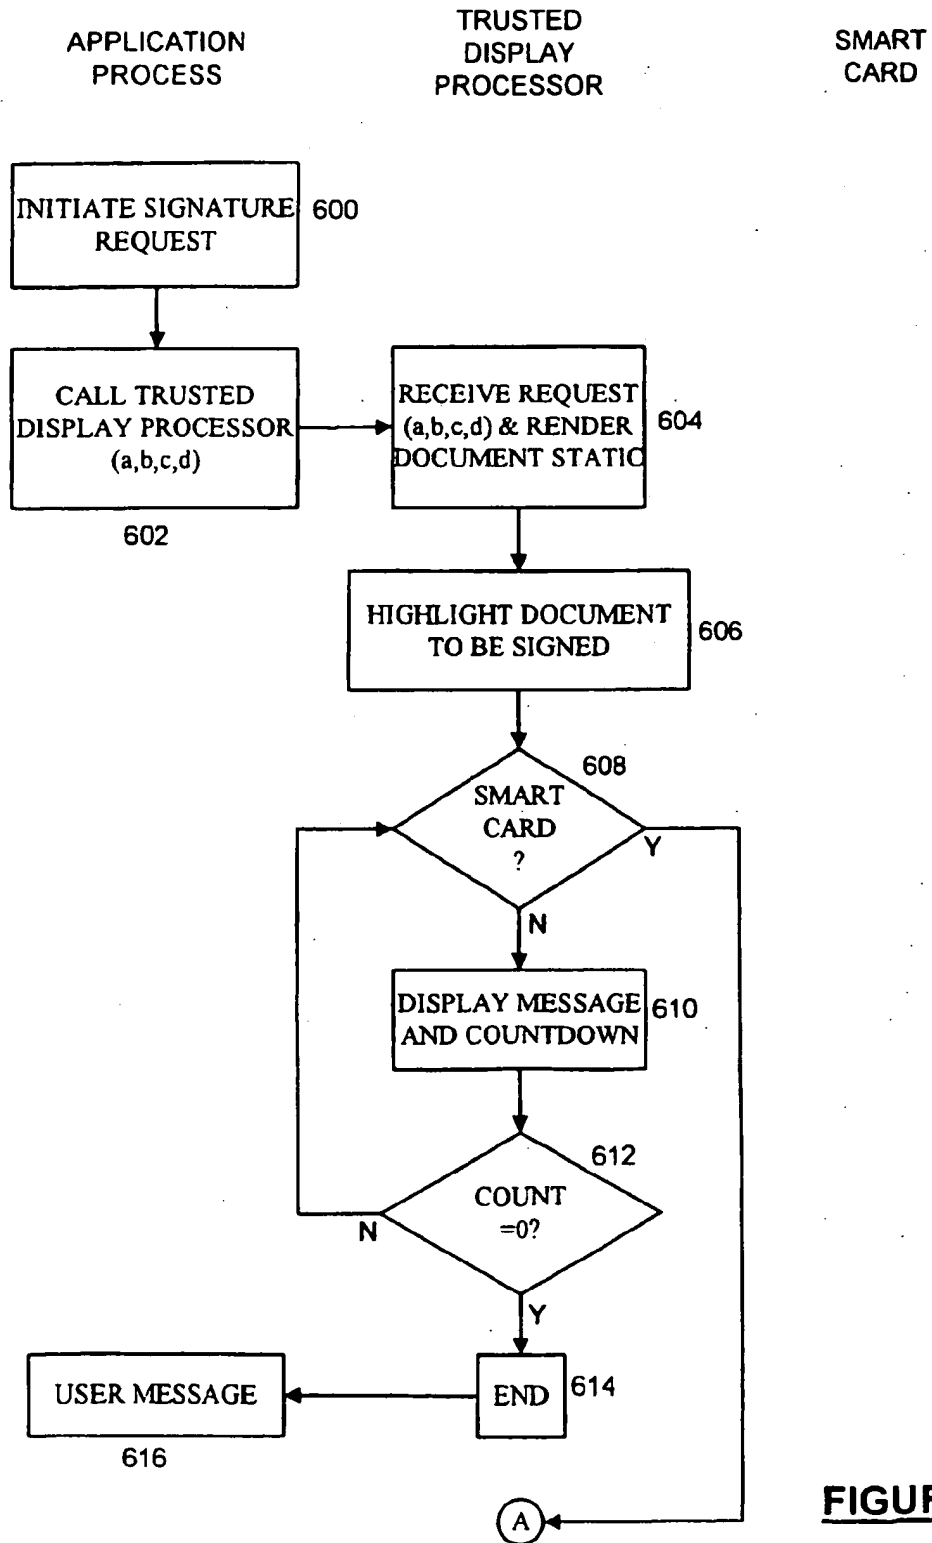 APPLICATION
PROCESS
TRUSTED
DISPLAY
PROCESSOR
SMART
CARD
INITIATE SIGNATURE
REQUEST
600
CALL TRUSTED
DISPLAY PROCESSOR
(a,b,c,d)
602
RECEIVE REQUEST
(a,b,c,d) & RENDER
DOCUMENT STATIC
604
HIGHLIGHT DOCUMENT
TO BE SIGNED
606
608
SMART
CARD
?
Y
N
DISPLAY MESSAGE
AND COUNTDOWN
610
612
COUNT
=0?
N
Y
USER MESSAGE
616
END
614
A